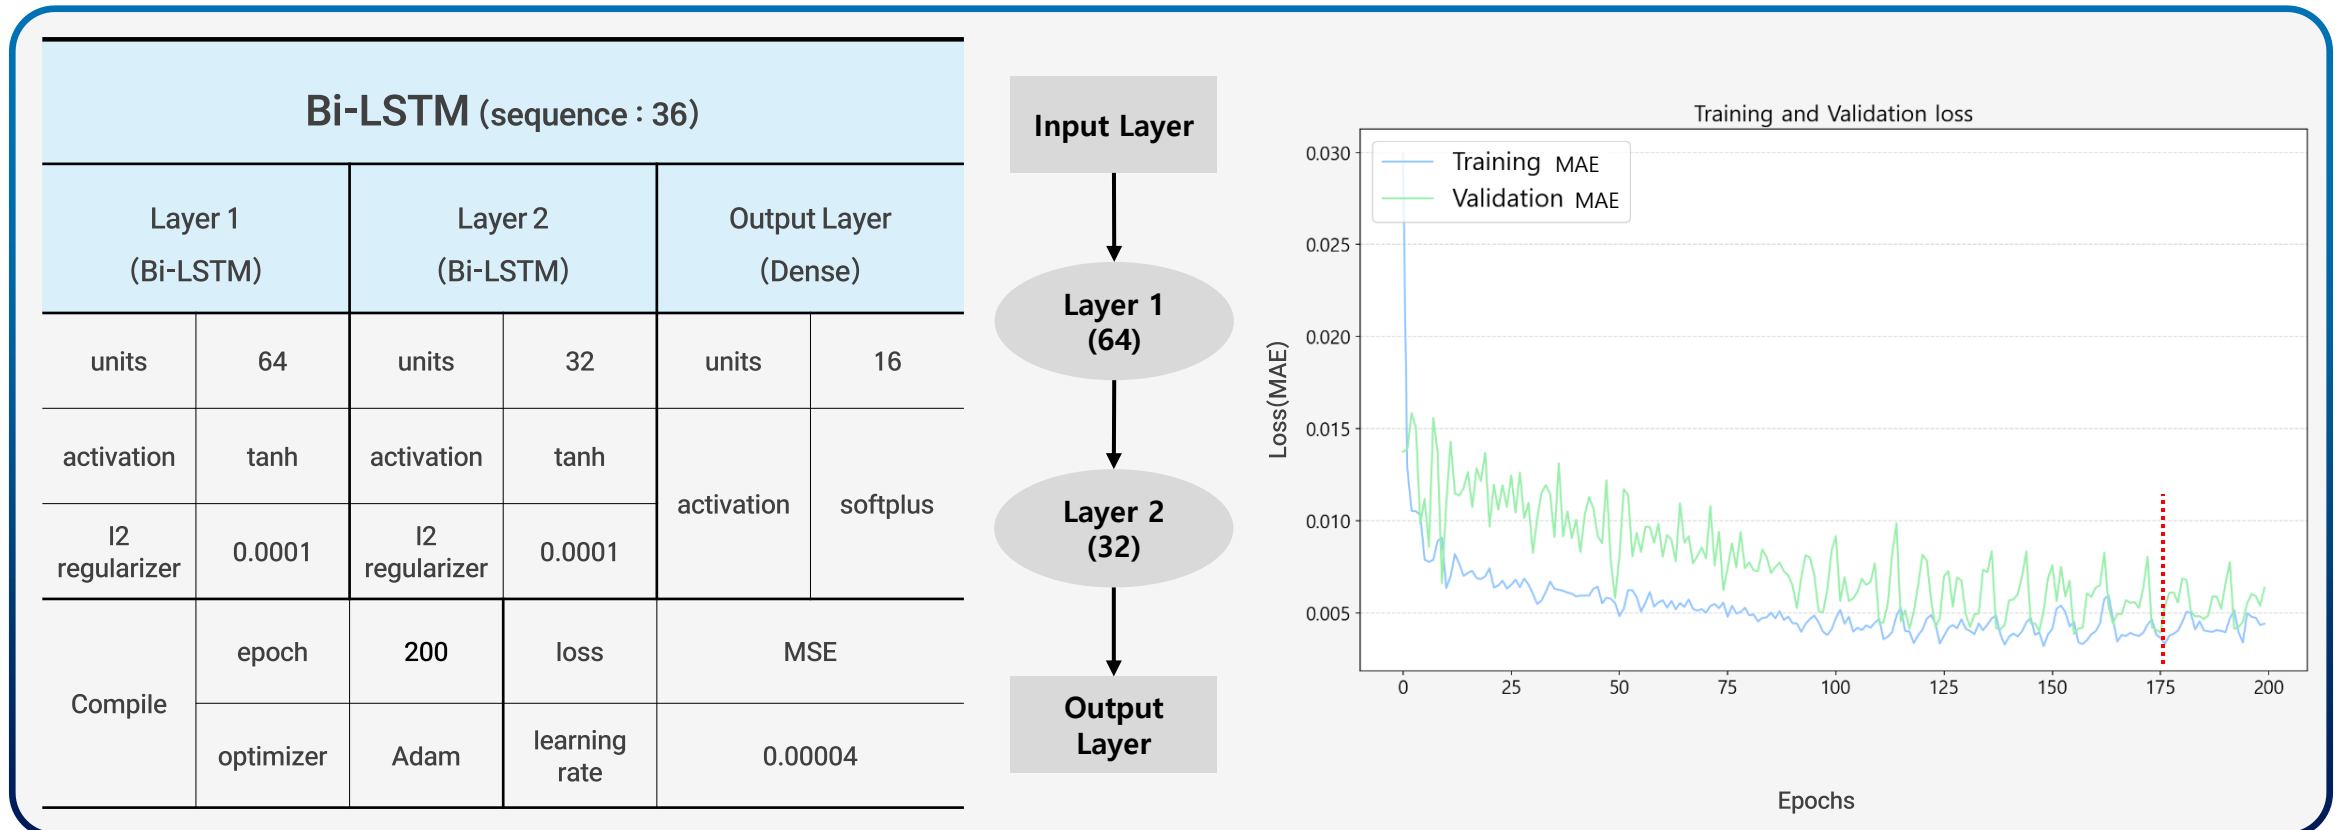 Bi-LSTM (sequence : 36)
Layer 1
(Bi-LSTM)
Layer 2
(Bi-LSTM)
Output Layer
(Dense)
units
64
units
32
units
16
activation
tanh
activation
tanh
activation
softplus
l2
regularizer
0.0001
l2
regularizer
0.0001
Compile
epoch
200
loss
MSE
optimizer
Adam
learning
rate
0.00004
Input Layer
Layer 1
(64)
Layer 2
(32)
Output
Layer
Training and Validation loss
Training MAE
Validation MAE
Loss(MAE)
0.030
0.025
0.020
0.015
0.010
0.005
0
25
50
75
100
125
150
175
200
Epochs